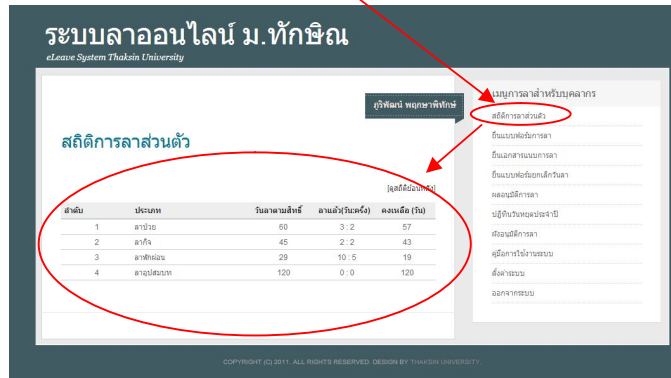 ระบบลาออนไลน์ ม.ทักษิณ
eLeave System Thaksin University
ภูริพัฒน์ พฤกษาพิทักษ์
สถิติการลาส่วนตัว
[ดูสถิติย้อนหลัง]
ลำดับ ประเภท วันลาตามสิทธิ์ ลาแล้ว(วัน:ครั้ง) คงเหลือ (วัน)
1 ลาป่วย 60 3 : 2 57
2 ลากิจ 45 2 : 2 43
3 ลาพักผ่อน 29 10 : 5 19
4 ลาอุปสมบท 120 0 : 0 120
เมนูการลาสำหรับบุคลากร
สถิติการลาส่วนตัว
ยื่นแบบฟอร์มการลา
ยื่นเอกสารแนบการลา
ยื่นแบบฟอร์มยกเลิกวันลา
ผลอนุมัติการลา
ปฏิทินวันหยุดประจำปี
ผังอนุมัติการลา
คู่มือการใช้งานระบบ
ตั้งค่าระบบ
ออกจากระบบ
COPYRIGHT (C) 2011. ALL RIGHTS RESERVED. DESIGN BY THAKSIN UNIVERSITY.